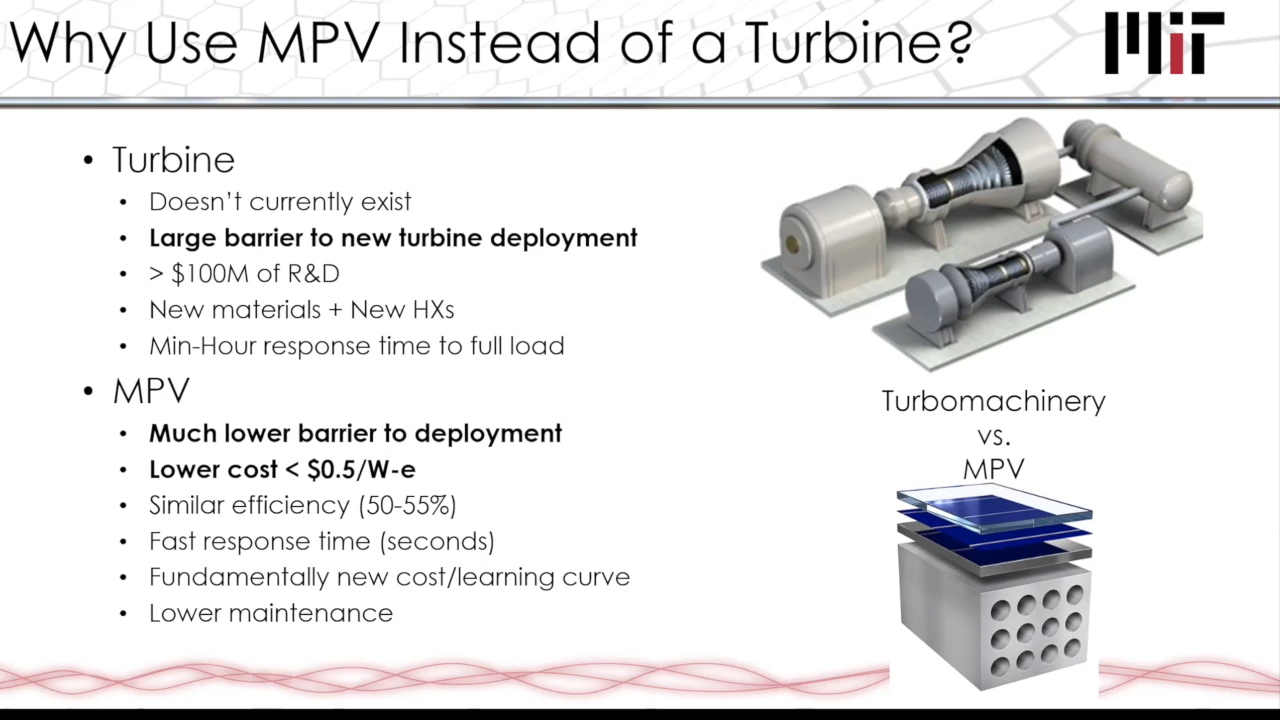 Why Use MPV Instead of a Turbine?
MiT
• Turbine
• Doesn’t currently exist
• Large barrier to new turbine deployment
• > $100M of R&D
• New materials + New HXs
• Min-Hour response time to full load
• MPV
• Much lower barrier to deployment
• Lower cost < $0.5/W-e
• Similar efficiency (50-55%)
• Fast response time (seconds)
• Fundamentally new cost/learning curve
• Lower maintenance
Turbomachinery
vs.
MPV